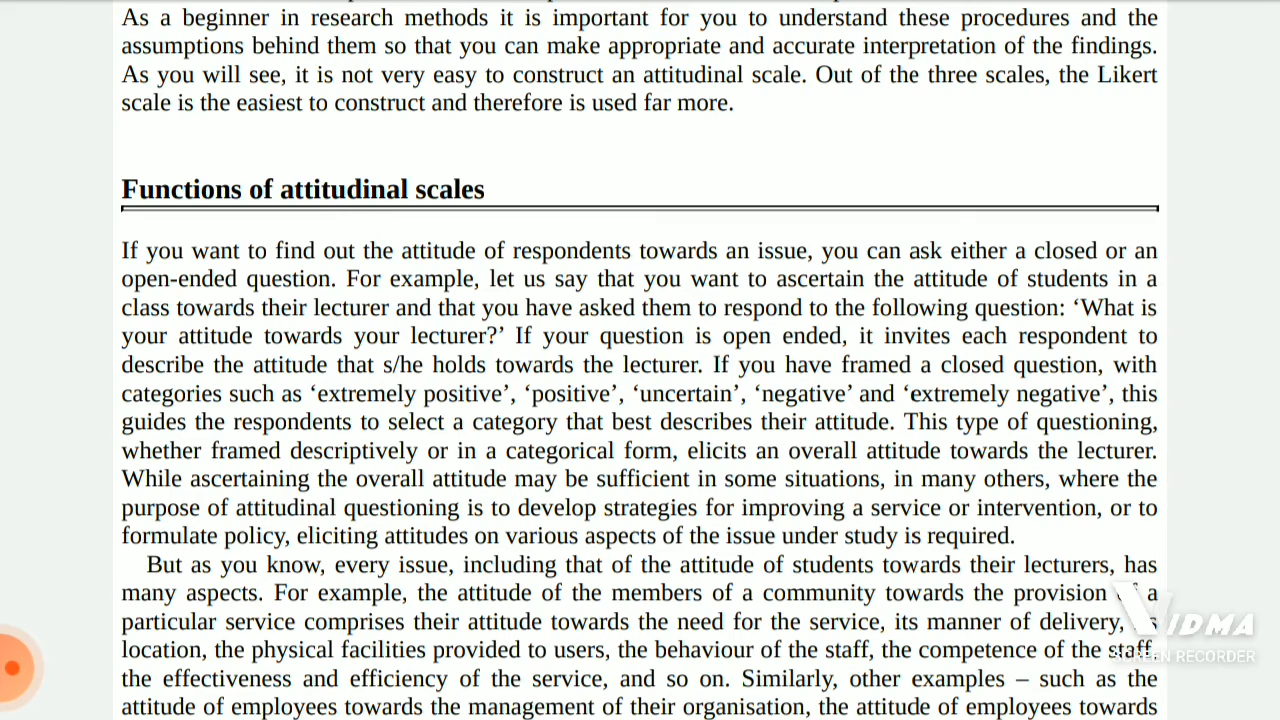 As a beginner in research methods it is important for you to understand these procedures and the
assumptions behind them so that you can make appropriate and accurate interpretation of the findings.
As you will see, it is not very easy to construct an attitudinal scale. Out of the three scales, the Likert
scale is the easiest to construct and therefore is used far more.
Functions of attitudinal scales
If you want to find out the attitude of respondents towards an issue, you can ask either a closed or an
open-ended question. For example, let us say that you want to ascertain the attitude of students in a
class towards their lecturer and that you have asked them to respond to the following question: ‘What is
your attitude towards your lecturer?’ If your question is open ended, it invites each respondent to
describe the attitude that s/he holds towards the lecturer. If you have framed a closed question, with
categories such as ‘extremely positive’, ‘positive’, ‘uncertain’, ‘negative’ and ‘extremely negative’, this
guides the respondents to select a category that best describes their attitude. This type of questioning,
whether framed descriptively or in a categorical form, elicits an overall attitude towards the lecturer.
While ascertaining the overall attitude may be sufficient in some situations, in many others, where the
purpose of attitudinal questioning is to develop strategies for improving a service or intervention, or to
formulate policy, eliciting attitudes on various aspects of the issue under study is required.
But as you know, every issue, including that of the attitude of students towards their lecturers, has
many aspects. For example, the attitude of the members of a community towards the provision a
particular service comprises their attitude towards the need for the service, its manner of delivery,
location, the physical facilities provided to users, the behaviour of the staff, the competence of the staff,
the effectiveness and efficiency of the service, and so on. Similarly, other examples – such as the
attitude of employees towards the management of their organisation, the attitude of employees towards
VIDMA
SCREEN RECORDER